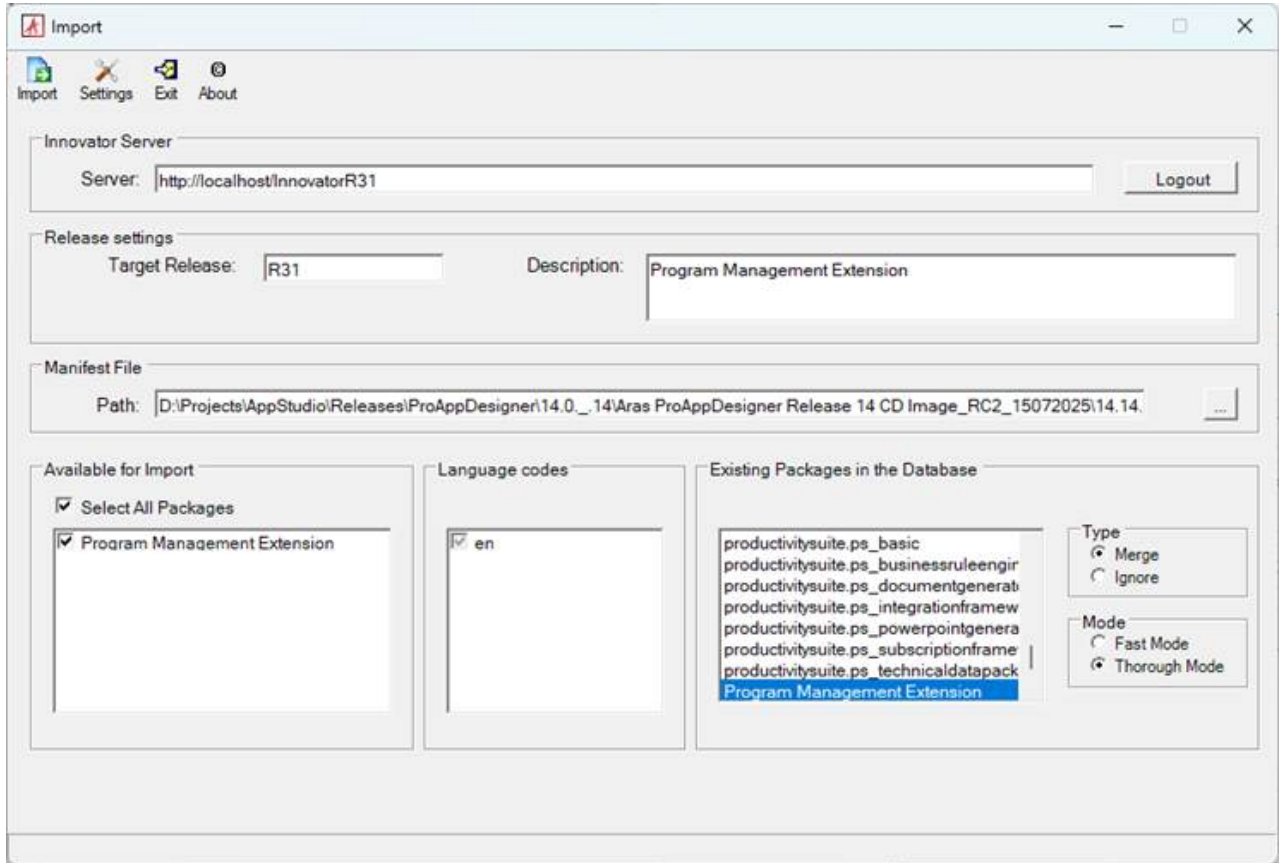 Import
Import Settings Exit About
Innovator Server
Server: http://localhost/InnovatorR31 Logout
Release settings
Target Release: R31 Description: Program Management Extension
Manifest File
Path: D:\Projects\AppStudio\Releases\ProAppDesigner\14.0._.14\Aras ProAppDesigner Release 14 CD Image_RC2_15072025\14.14. ...
Available for Import
Select All Packages
Program Management Extension
Language codes
en
Existing Packages in the Database
productivitysuite.ps_basic
productivitysuite.ps_businessruleengin
productivitysuite.ps_documentgenerat
productivitysuite.ps_integrationframew
productivitysuite.ps_powerpointgenera
productivitysuite.ps_subscriptionframe
productivitysuite.ps_technicaldatapack
Program Management Extension
Type
Merge
Ignore
Mode
Fast Mode
Thorough Mode